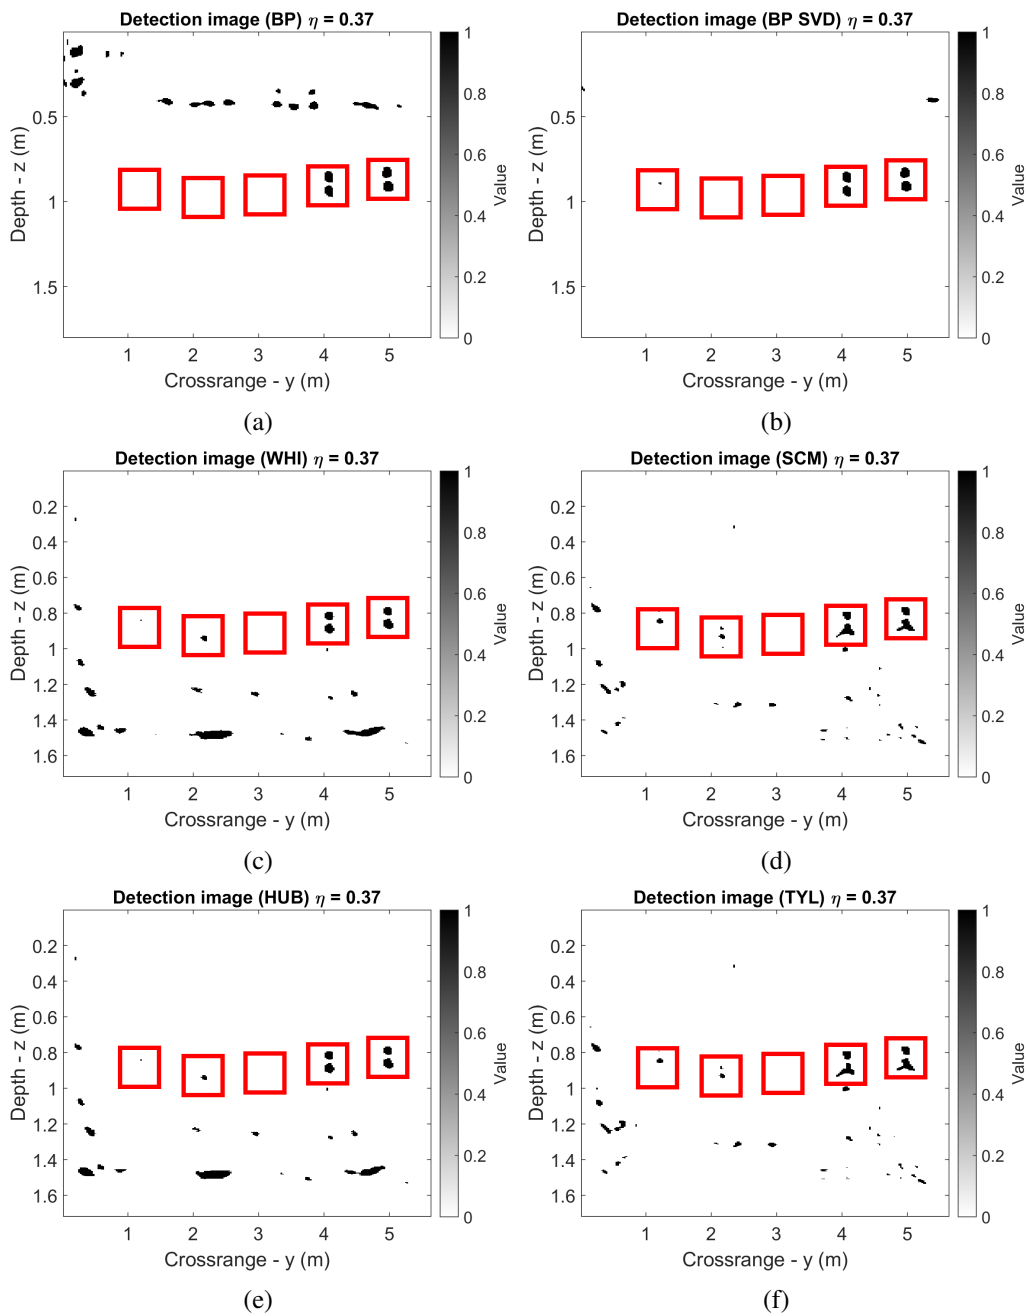 Detection image (BP) η = 0.37
Detection image (BP SVD) η = 0.37
0.5
1
1.5
Depth - z (m)
1 2 3 4 5
Crossrange - y (m)
1
0.8
0.6
0.4
0.2
0
Value
0.5
1
1.5
Depth - z (m)
1 2 3 4 5
Crossrange - y (m)
1
0.8
0.6
0.4
0.2
0
Value
(a)
(b)
Detection image (WHI) η = 0.37
Detection image (SCM) η = 0.37
0.2
0.4
0.6
0.8
1
1.2
1.4
1.6
Depth - z (m)
1 2 3 4 5
Crossrange - y (m)
1
0.8
0.6
0.4
0.2
0
Value
0.2
0.4
0.6
0.8
1
1.2
1.4
1.6
Depth - z (m)
1 2 3 4 5
Crossrange - y (m)
1
0.8
0.6
0.4
0.2
0
Value
(c)
(d)
Detection image (HUB) η = 0.37
Detection image (TYL) η = 0.37
0.2
0.4
0.6
0.8
1
1.2
1.4
1.6
Depth - z (m)
1 2 3 4 5
Crossrange - y (m)
1
0.8
0.6
0.4
0.2
0
Value
0.2
0.4
0.6
0.8
1
1.2
1.4
1.6
Depth - z (m)
1 2 3 4 5
Crossrange - y (m)
1
0.8
0.6
0.4
0.2
0
Value
(e)
(f)